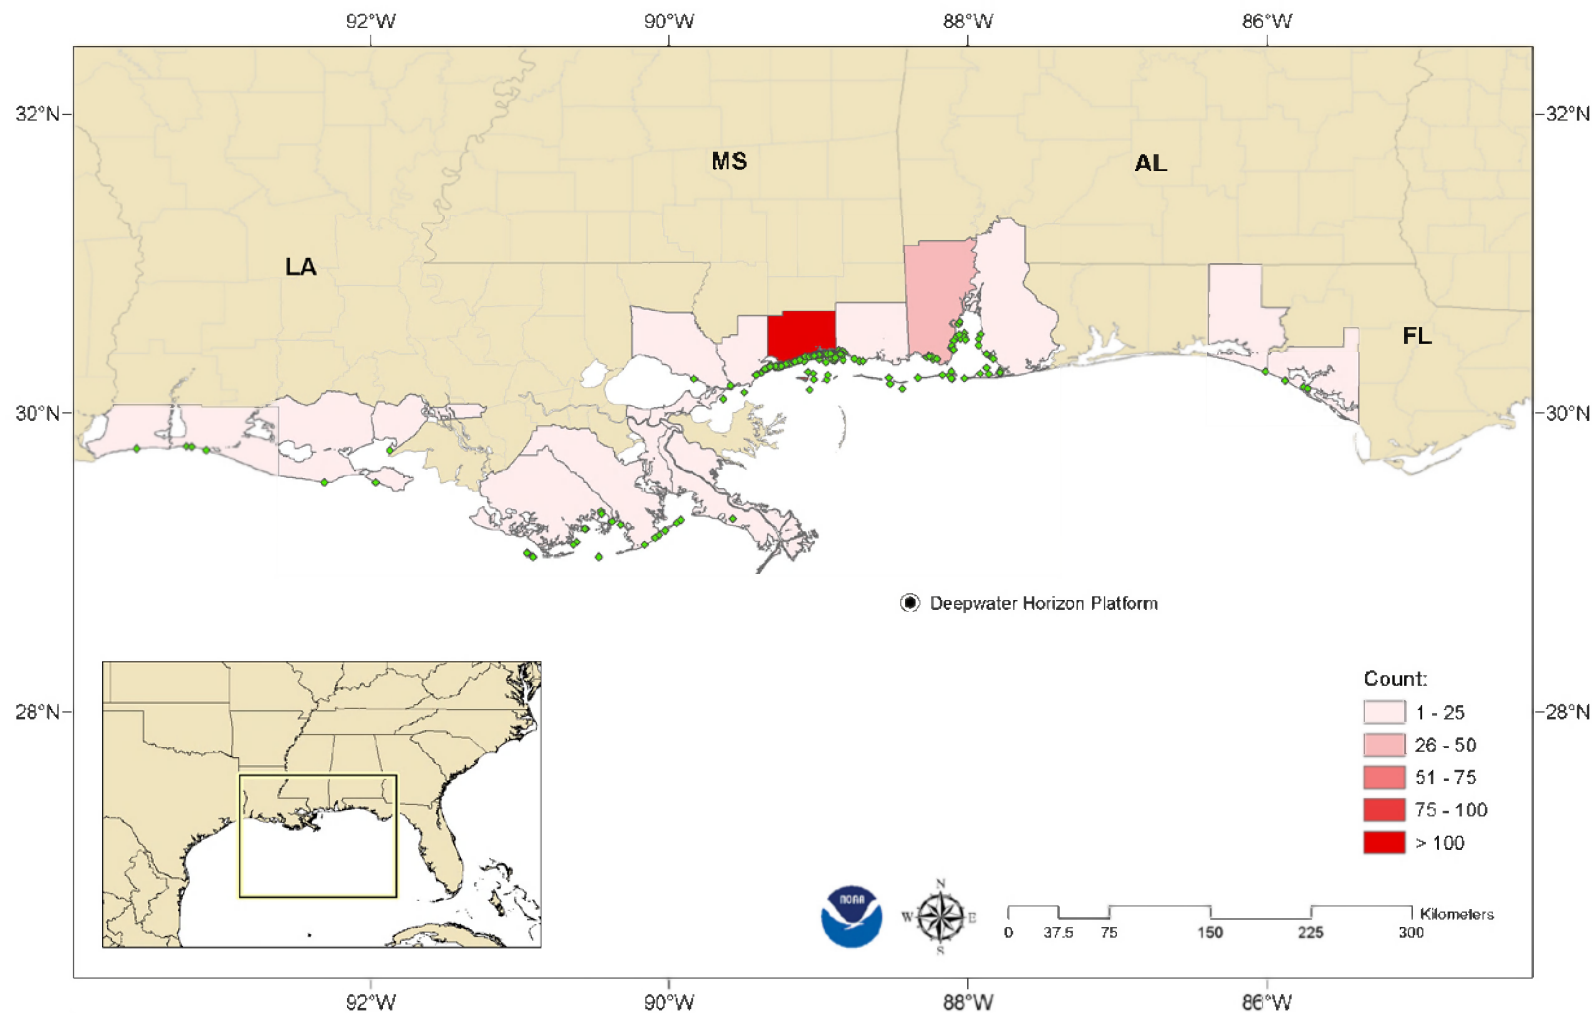 92°W 90°W 88°W 86°W
32°N 32°N
MS AL
LA
FL
30°N 30°N
Deepwater Horizon Platform
28°N 28°N
Count:
1 - 25
26 - 50
51 - 75
75 - 100
> 100
NOAA
N
W E
S
Kilometers
0 37.5 75 150 225 300
92°W 90°W 88°W 86°W